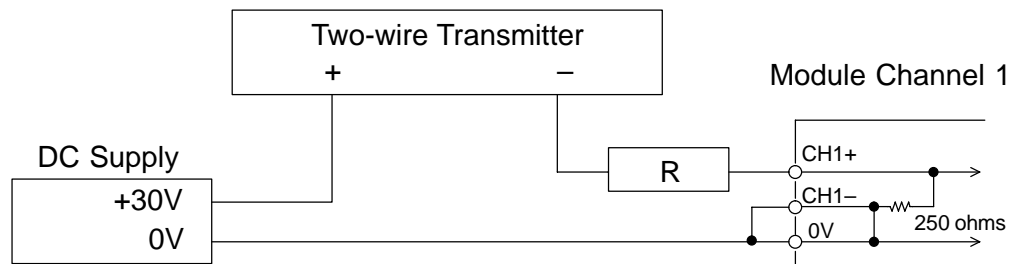 Two-wire Transmitter
+ –
Module Channel 1
DC Supply
+30V
0V
R
CH1+
CH1–
250 ohms
0V